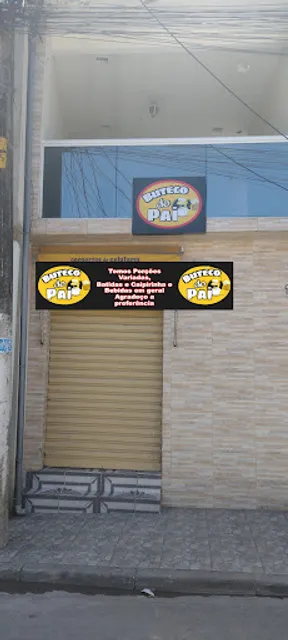 BUTECO
do
PAI
BUTECO
do
PAI
Temos Porções
Variadas,
Batidas e Caipirinha e
Bebidas em geral
Agradeço a
preferência
BUTECO
do
PAI